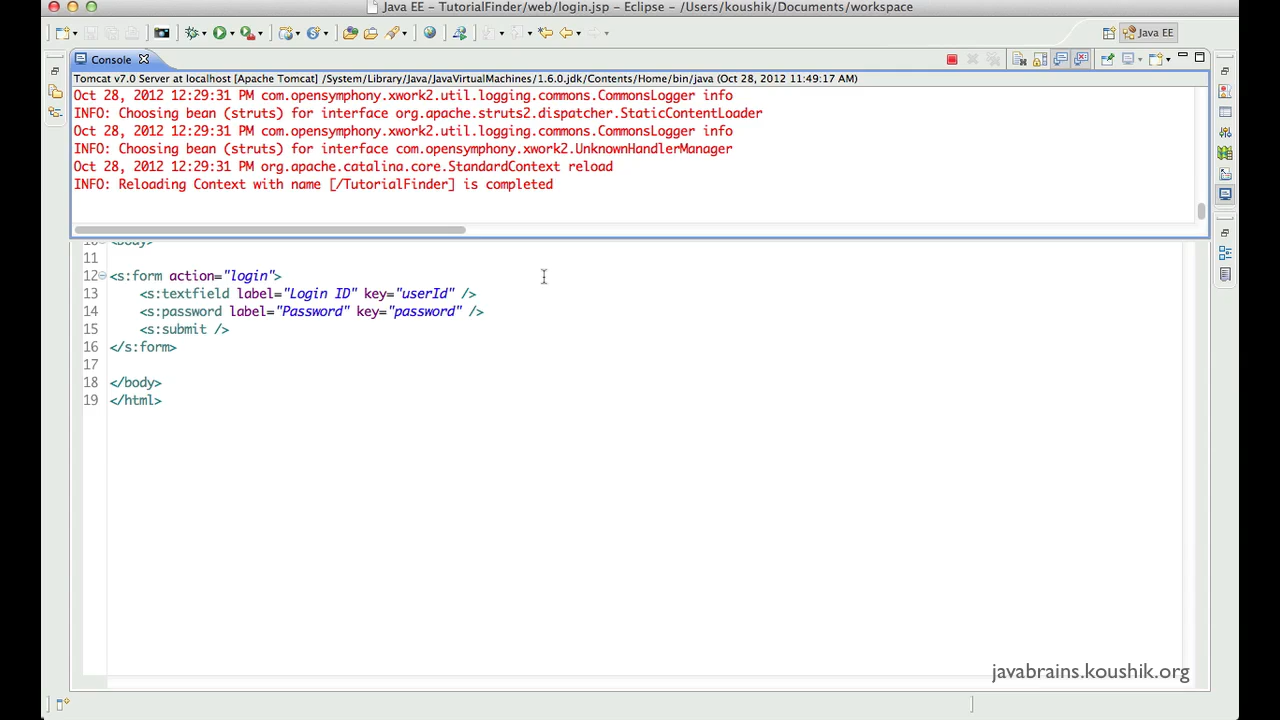 Java EE - TutorialFinder/web/login.jsp - Eclipse - /Users/koushik/Documents/workspace
Java EE
Console
Tomcat v7.0 Server at localhost [Apache Tomcat] /System/Library/Java/JavaVirtualMachines/1.6.0.jdk/Contents/Home/bin/java (Oct 28, 2012 11:49:17 AM)
Oct 28, 2012 12:29:31 PM com.opensymphony.xwork2.util.logging.commons.CommonsLogger info
INFO: Choosing bean (struts) for interface org.apache.struts2.dispatcher.StaticContentLoader
Oct 28, 2012 12:29:31 PM com.opensymphony.xwork2.util.logging.commons.CommonsLogger info
INFO: Choosing bean (struts) for interface com.opensymphony.xwork2.UnknownHandlerManager
Oct 28, 2012 12:29:31 PM org.apache.catalina.core.StandardContext reload
INFO: Reloading Context with name [/TutorialFinder] is completed
10 <body>
11
12 <s:form action="login">
13     <s:textfield label="Login ID" key="userId" />
14     <s:password label="Password" key="password" />
15     <s:submit />
16 </s:form>
17
18 </body>
19 </html>
javabrains.koushik.org